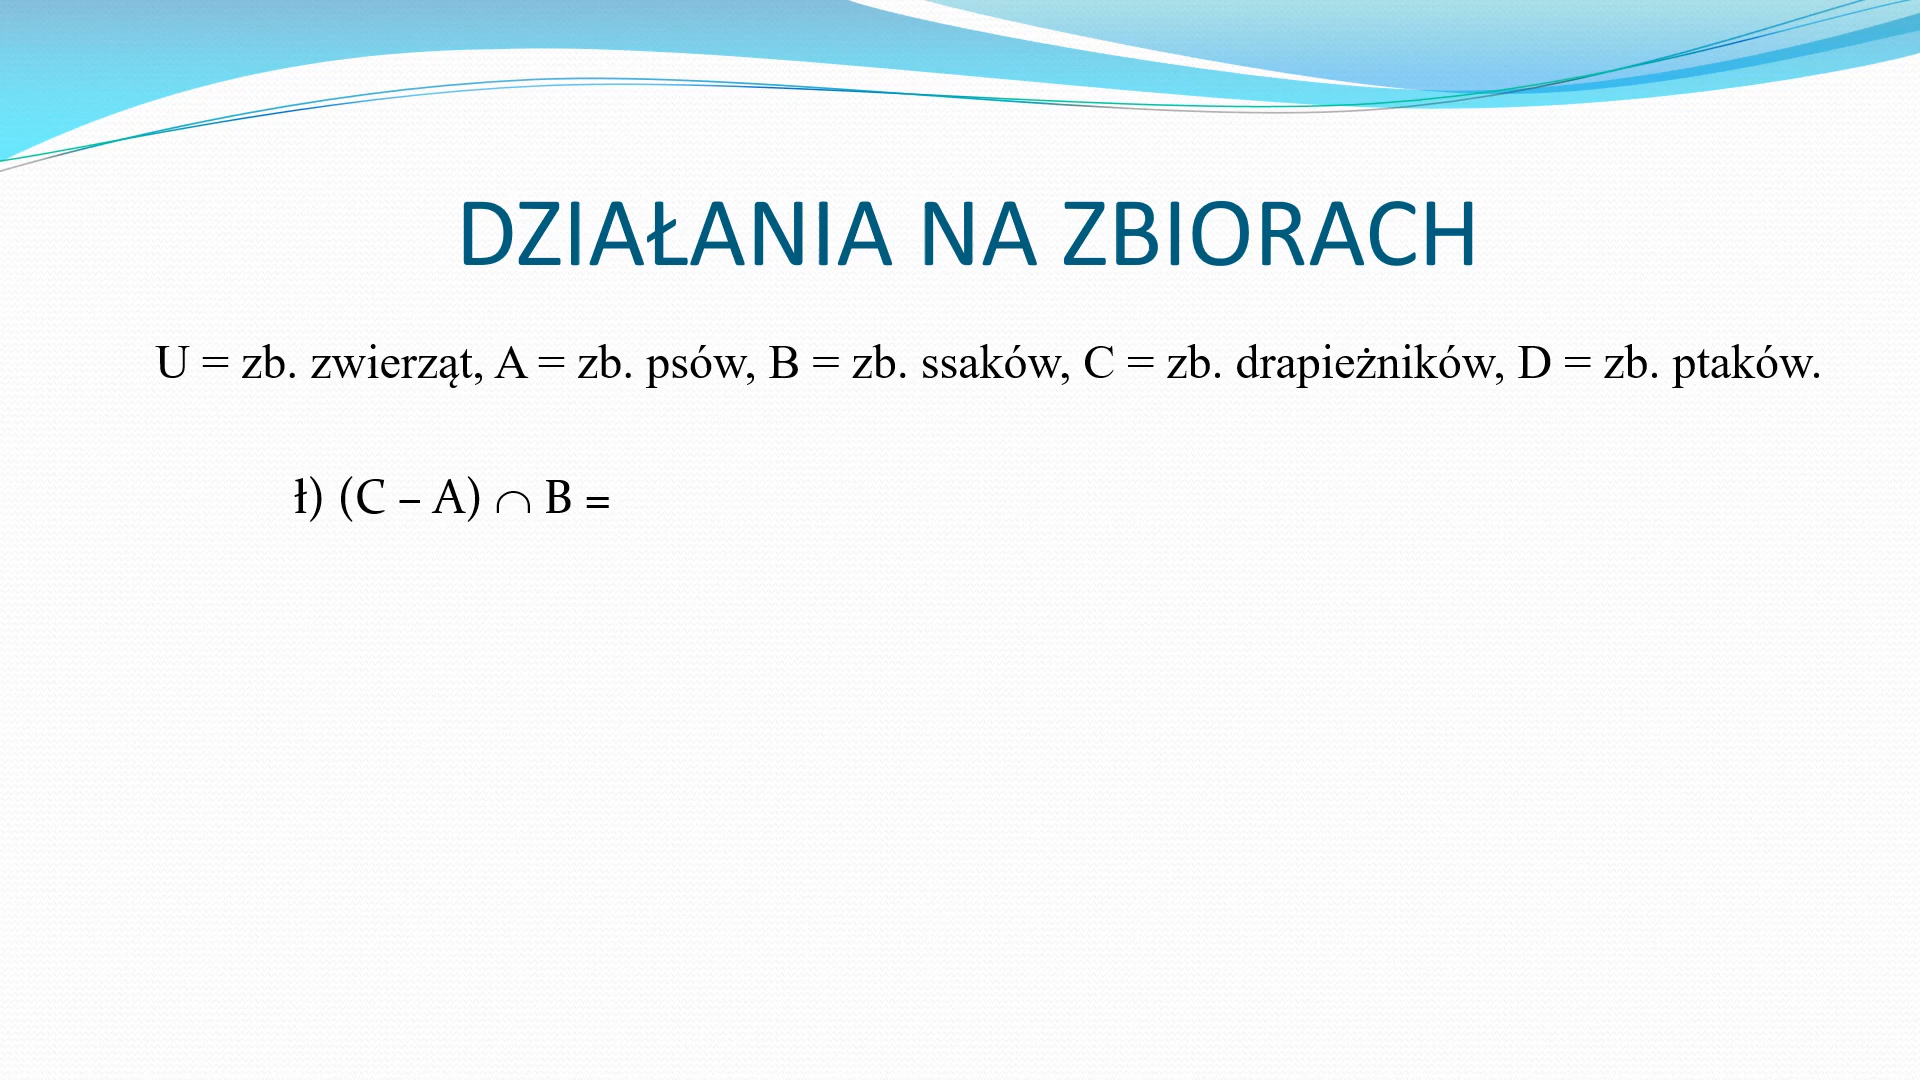 DZIAŁANIA NA ZBIORACH
U = zb. zwierząt, A = zb. psów, B = zb. ssaków, C = zb. drapieżników, D = zb. ptaków.
ł) (C – A) ∩ B =